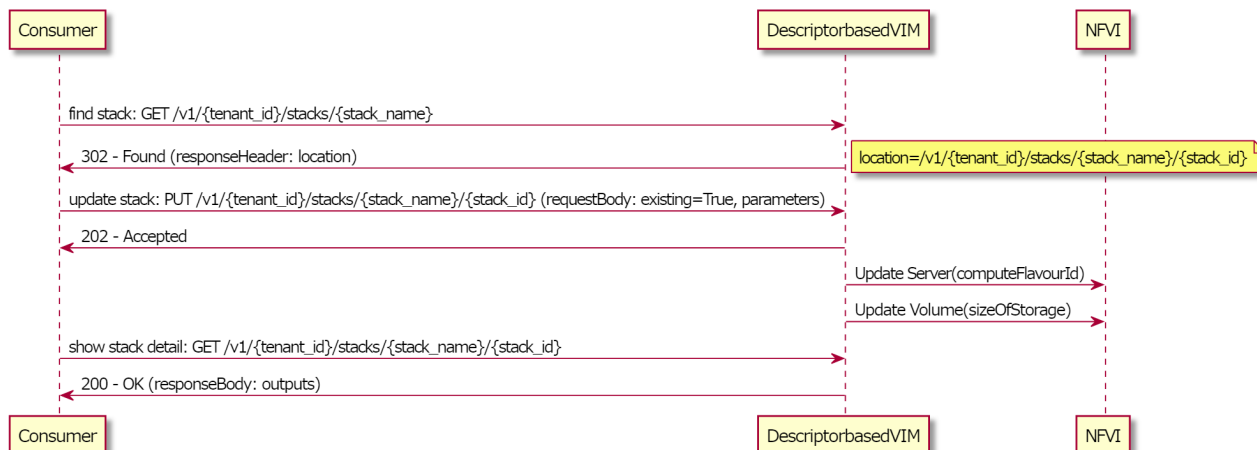 Consumer
DescriptorbasedVIM
NFVI
find stack: GET /v1/{tenant_id}/stacks/{stack_name}
302 - Found (responseHeader: location)
location=/v1/{tenant_id}/stacks/{stack_name}/{stack_id}
update stack: PUT /v1/{tenant_id}/stacks/{stack_name}/{stack_id} (requestBody: existing=True, parameters)
202 - Accepted
Update Server(computeFlavourId)
Update Volume(sizeOfStorage)
show stack detail: GET /v1/{tenant_id}/stacks/{stack_name}/{stack_id}
200 - OK (responseBody: outputs)
Consumer
DescriptorbasedVIM
NFVI